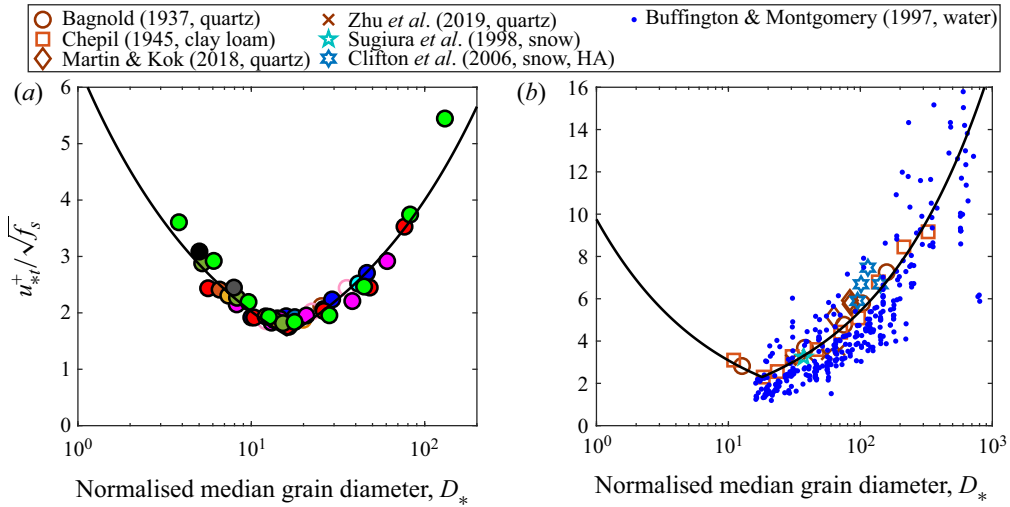 Bagnold (1937, quartz) Zhu et al (2019, quartz) Buffington & Montgomery (1997, water)
Chepil (1945, clay loam) Sugiura et al. (1998, snow)
Martin & Kok (2018, quartz) Clifton et al. (2006, snow, HA)
(a) (b)
6 16
14
5
12
4
10
3 8
6
2
4
1
2
0 0
10⁰ 10¹ 10² 10⁰ 10¹ 10² 10³
u⁺*t/√fs
Normalised median grain diameter, D* Normalised median grain diameter, D*